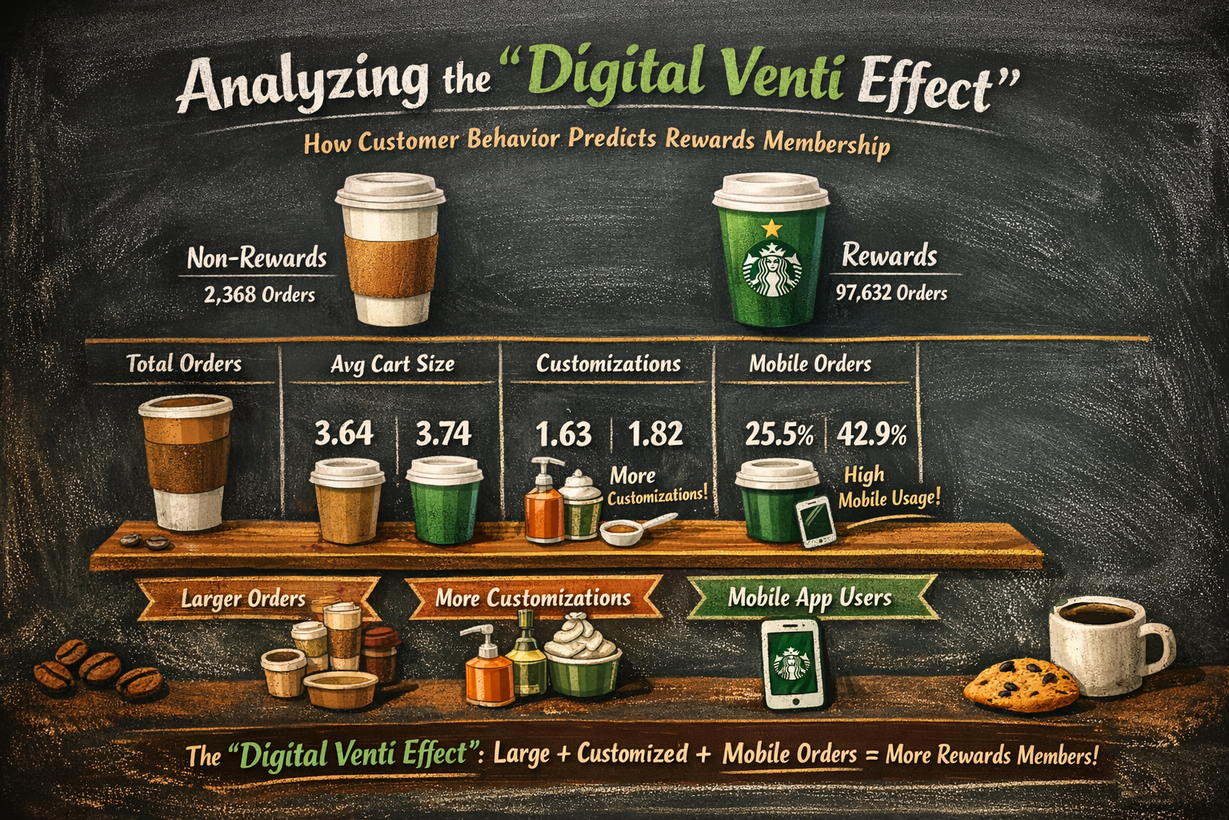 Analyzing the “Digital Venti Effect”
How Customer Behavior Predicts Rewards Membership
Non-Rewards
2,368 Orders
Rewards
97,632 Orders
Total Orders
Avg Cart Size
Customizations
Mobile Orders
3.64
3.74
1.63
1.82
25.5%
42.9%
More
Customizations!
High
Mobile Usage!
Larger Orders
More Customizations
Mobile App Users
The “Digital Venti Effect”: Large + Customized + Mobile Orders = More Rewards Members!